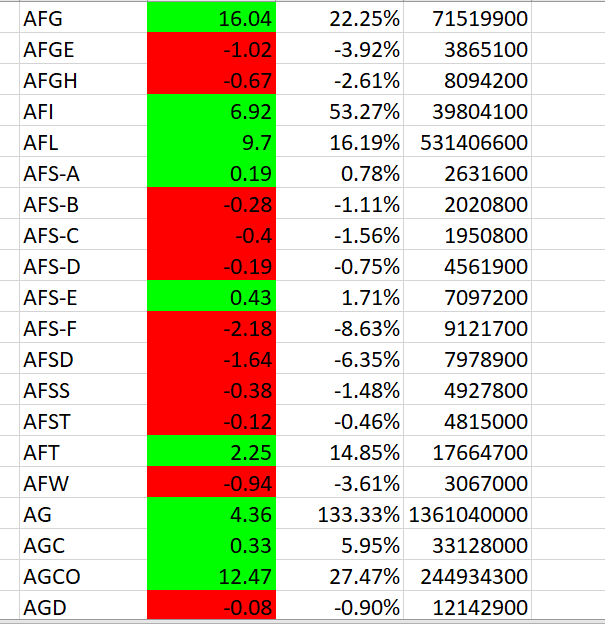 AFG 16.04 22.25% 71519900
AFGE -1.02 -3.92% 3865100
AFGH -0.67 -2.61% 8094200
AFI 6.92 53.27% 39804100
AFL 9.7 16.19% 531406600
AFS-A 0.19 0.78% 2631600
AFS-B -0.28 -1.11% 2020800
AFS-C -0.4 -1.56% 1950800
AFS-D -0.19 -0.75% 4561900
AFS-E 0.43 1.71% 7097200
AFS-F -2.18 -8.63% 9121700
AFSD -1.64 -6.35% 7978900
AFSS -0.38 -1.48% 4927800
AFST -0.12 -0.46% 4815000
AFT 2.25 14.85% 17664700
AFW -0.94 -3.61% 3067000
AG 4.36 133.33% 1361040000
AGC 0.33 5.95% 33128000
AGCO 12.47 27.47% 244934300
AGD -0.08 -0.90% 12142900